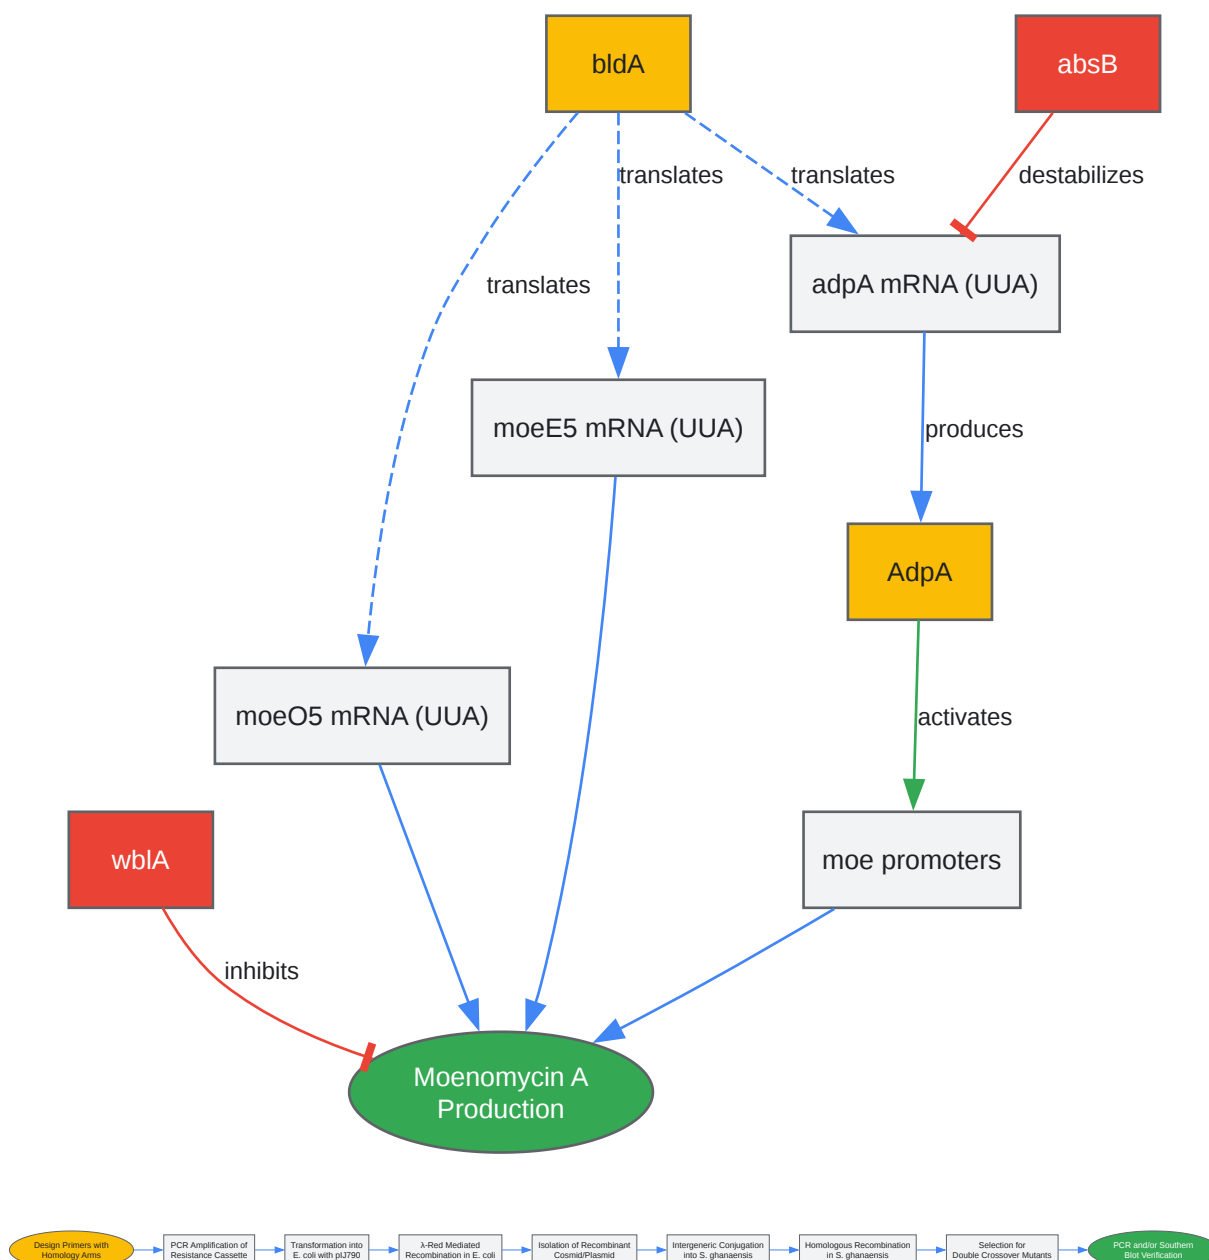 bldA
absB
translates
translates
destabilizes
translates
adpA mRNA (UUA)
moeE5 mRNA (UUA)
produces
AdpA
moeO5 mRNA (UUA)
activates
wblA
moe promoters
inhibits
Moenomycin A
Production
Design Primers with
Homology Arms
PCR Amplification of
Resistance Cassette
Transformation into
E. coli with pIJ790
λ-Red Mediated
Recombination in E. coli
Isolation of Recombinant
Cosmid/Plasmid
Intergeneric Conjugation
into S. ghanaensis
Homologous Recombination
in S. ghanaensis
Selection for
Double Crossover Mutants
PCR and/or Southern
Blot Verification